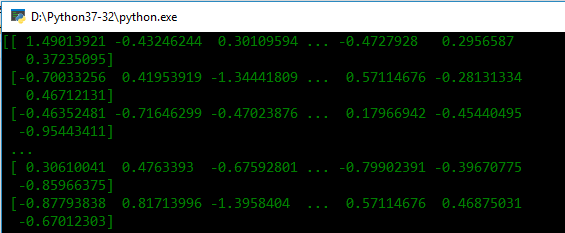 D:\Python37-32\python.exe
[[ 1.49013921 -0.43246244  0.30109594 ... -0.4727928   0.2956587
   0.37235095]
 [-0.70033256  0.41953919 -1.34441809 ...  0.57114676 -0.28131334
   0.46712131]
 [-0.46352481 -0.71646299 -0.47023876 ...  0.17966942 -0.45440495
  -0.95443411]
 ...
 [ 0.30610041  0.4763393  -0.67592801 ... -0.79902391 -0.39670775
  -0.85966375]
 [-0.87793838  0.81713996 -1.3958404  ...  0.57114676  0.46875031
  -0.67012303]